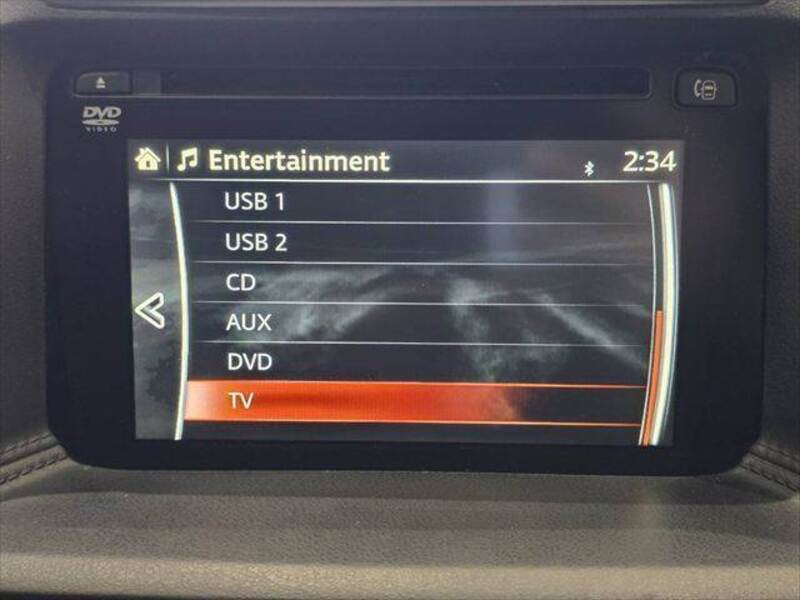 DVD
VIDEO
Entertainment
2:34
USB 1
USB 2
CD
AUX
DVD
TV